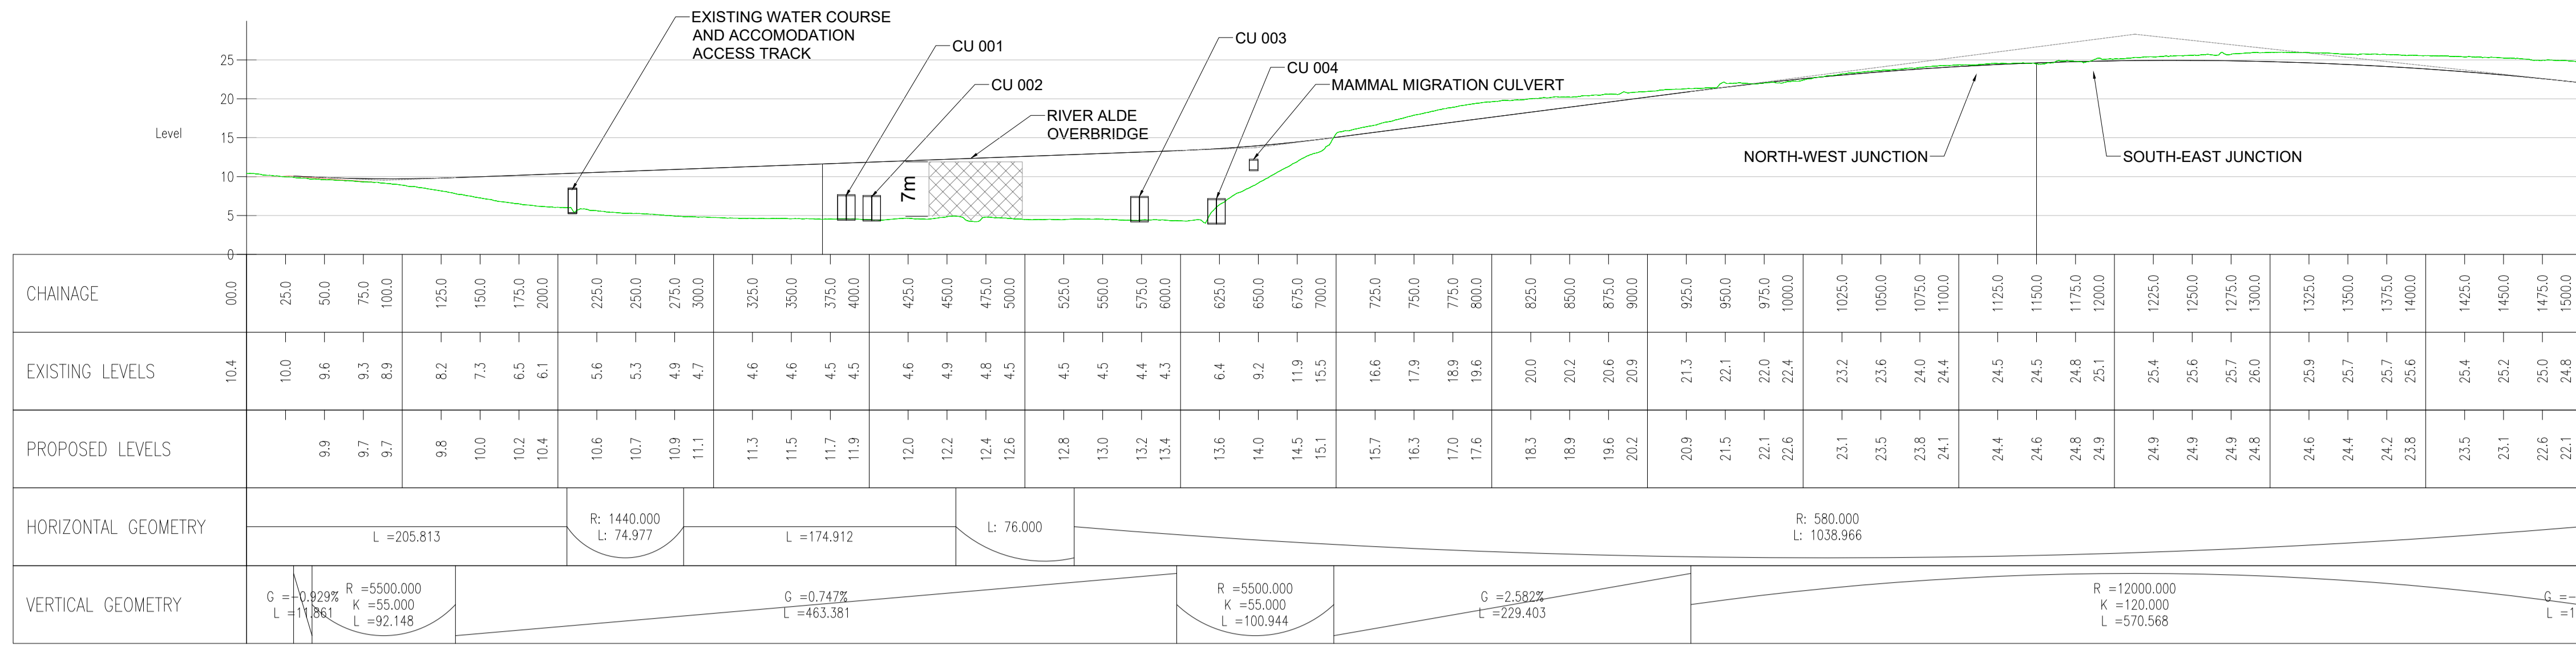 EXISTING WATER COURSE
AND ACCOMODATION
ACCESS TRACK
CU 001
CU 002
RIVER ALDE
OVERBRIDGE
CU 003
CU 004
MAMMAL MIGRATION CULVERT
NORTH-WEST JUNCTION
SOUTH-EAST JUNCTION
7m
Level
25
20
15
10
5
0
CHAINAGE 00.0 25.0 50.0 75.0 100.0 125.0 150.0 175.0 200.0 225.0 250.0 275.0 300.0 325.0 350.0 375.0 400.0 425.0 450.0 475.0 500.0 525.0 550.0 575.0 600.0 625.0 650.0 675.0 700.0 725.0 750.0 775.0 800.0 825.0 850.0 875.0 900.0 925.0 950.0 975.0 1000.0 1025.0 1050.0 1075.0 1100.0 1125.0 1150.0 1175.0 1200.0 1225.0 1250.0 1275.0 1300.0 1325.0 1350.0 1375.0 1400.0 1425.0 1450.0 1475.0 1500.0
EXISTING LEVELS 10.4 10.0 9.6 9.3 8.9 8.2 7.3 6.5 6.1 5.6 5.3 4.9 4.7 4.6 4.6 4.5 4.5 4.6 4.9 4.8 4.5 4.5 4.5 4.4 4.3 6.4 9.2 11.9 15.5 16.6 17.9 18.9 19.6 20.0 20.2 20.6 20.9 21.3 22.1 22.0 22.4 23.2 23.6 24.0 24.4 24.5 24.5 24.8 25.1 25.4 25.6 25.7 26.0 25.9 25.7 25.7 25.6 25.4 25.2 25.0 24.8
PROPOSED LEVELS 9.9 9.7 9.7 9.8 10.0 10.2 10.4 10.6 10.7 10.9 11.1 11.3 11.5 11.7 11.9 12.0 12.2 12.4 12.6 12.8 13.0 13.2 13.4 13.6 14.0 14.5 15.1 15.7 16.3 17.0 17.6 18.3 18.9 19.6 20.2 20.9 21.5 22.1 22.6 23.1 23.5 23.8 24.1 24.4 24.6 24.8 24.9 24.9 24.9 24.9 24.8 24.6 24.4 24.2 23.8 23.5 23.1 22.6 22.1
HORIZONTAL GEOMETRY
L =205.813
R: 1440.000
L: 74.977
L =174.912
L: 76.000
R: 580.000
L: 1038.966
VERTICAL GEOMETRY
G =-0.929%
L =11.861
R =5500.000
K =55.000
L =92.148
G =0.747%
L =463.381
R =5500.000
K =55.000
L =100.944
G =2.582%
L =229.403
R =12000.000
K =120.000
L =570.568
G =-
L =1